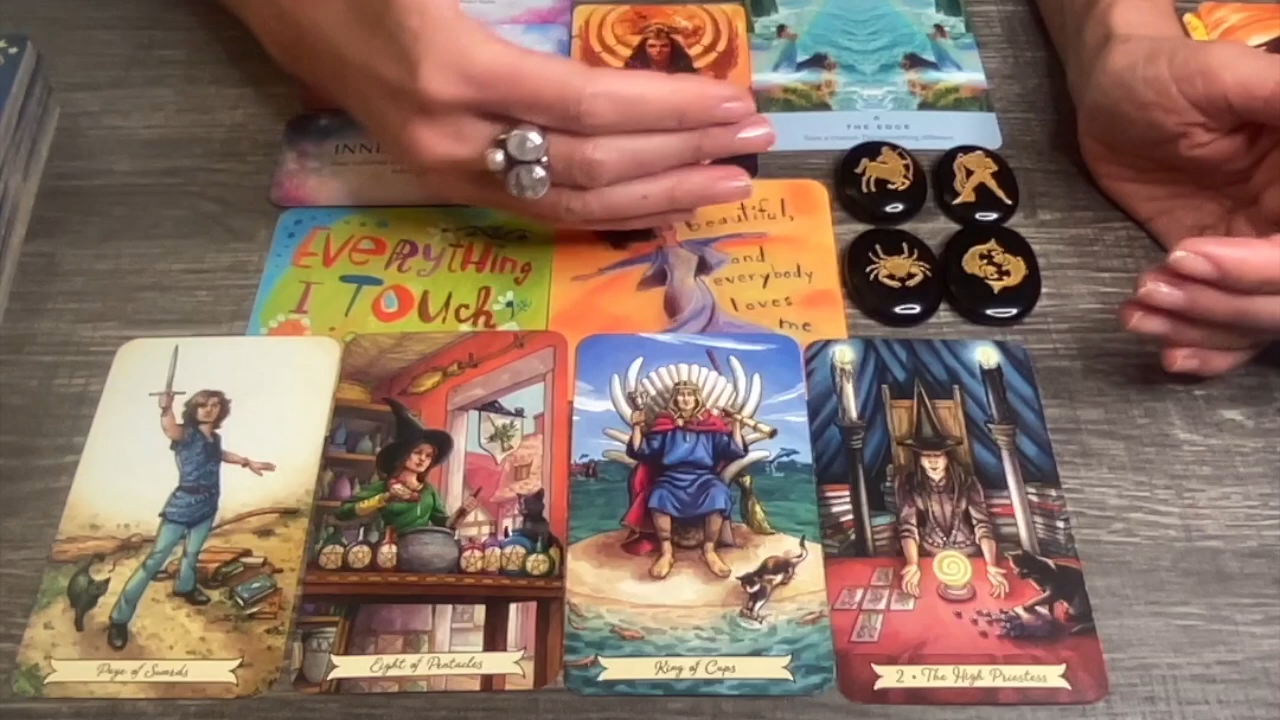 THE EDGE
INN
EVERYTHING
I TOUCH
beautiful,
and
everybody
loves
me
Page of Swords
Eight of Pentacles
King of Cups
2 • The High Priestess